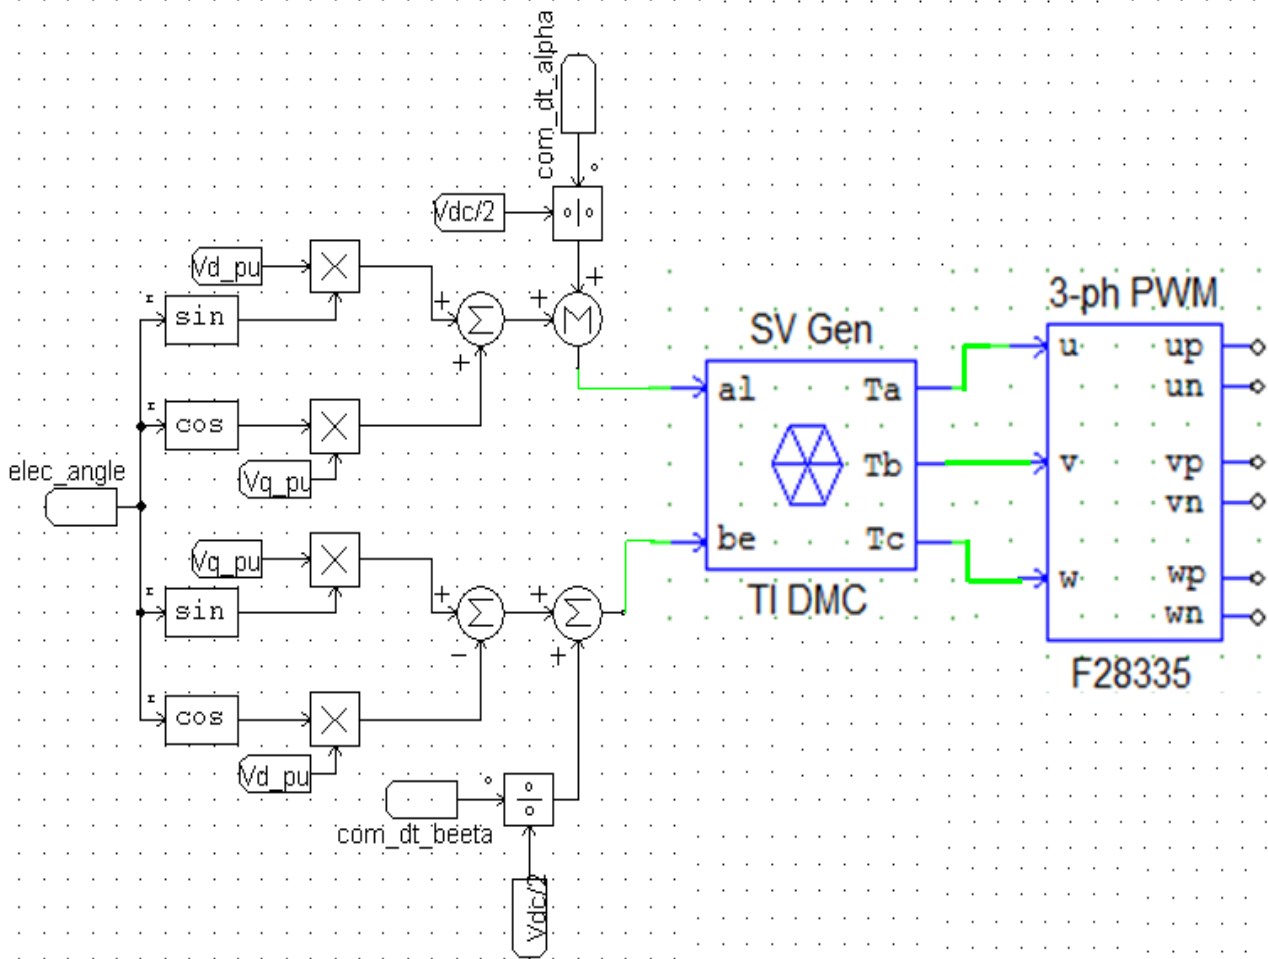 com_dt_alpha
Vdc/2
Vd_pu
sin
cos
Vq_pu
elec_angle
Vq_pu
sin
cos
Vd_pu
com_dt_beeta
Vdc/2
Σ
Σ
Σ
Σ
SV Gen
al
Ta
Tb
be
Tc
TI DMC
3-ph PWM
u
up
un
v
vp
vn
w
wp
wn
F28335